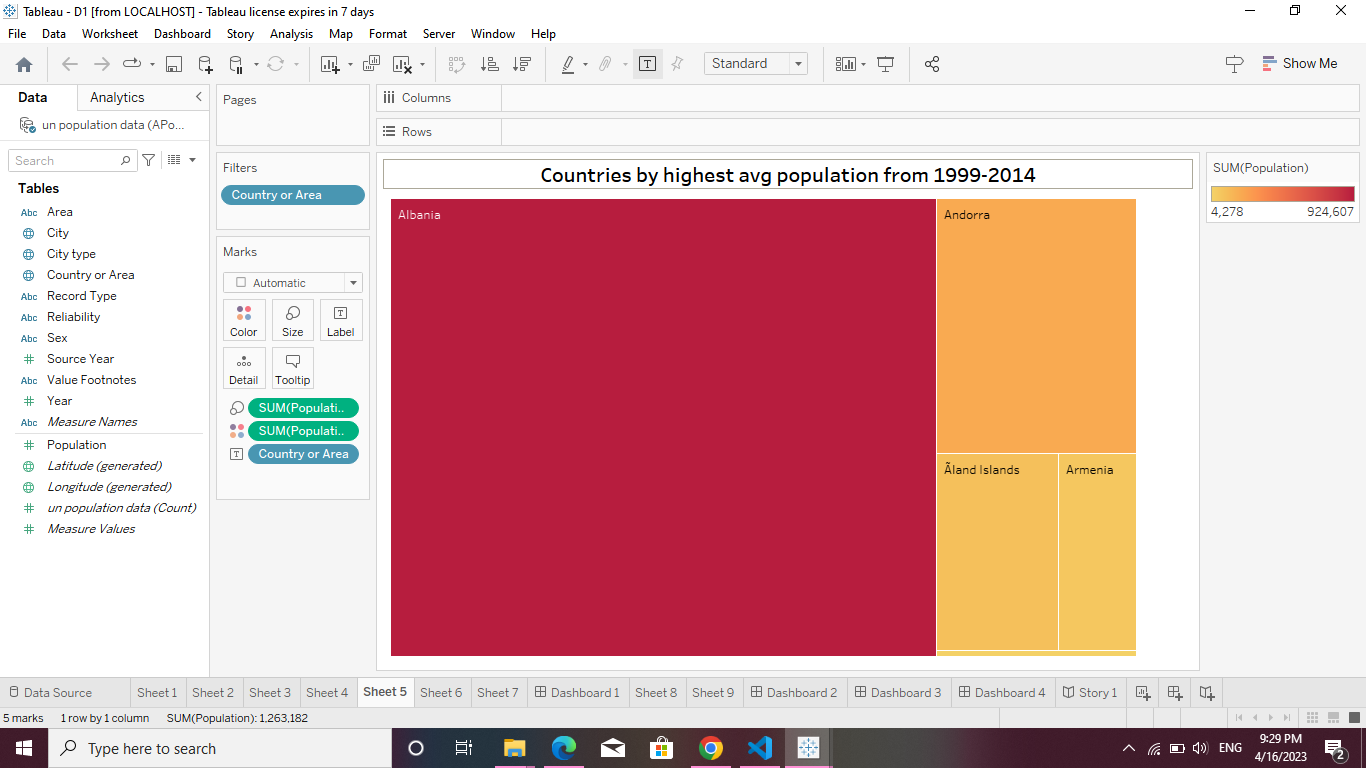 Tableau - D1 [from LOCALHOST] - Tableau license expires in 7 days
File Data Worksheet Dashboard Story Analysis Map Format Server Window Help
Standard
Show Me
Data Analytics
un population data (APo...
Search
Tables
Abc Area
City
City type
Country or Area
Abc Record Type
Abc Reliability
Abc Sex
Source Year
Abc Value Footnotes
Year
Abc Measure Names
Population
Latitude (generated)
Longitude (generated)
un population data (Count)
Measure Values
Pages
Filters
Country or Area
Marks
Automatic
Color Size Label
Detail Tooltip
SUM(Populati..
SUM(Populati..
Country or Area
Columns
Rows
Countries by highest avg population from 1999-2014
Albania
Andorra
Ãland Islands
Armenia
SUM(Population)
4,278 924,607
Data Source Sheet 1 Sheet 2 Sheet 3 Sheet 4 Sheet 5 Sheet 6 Sheet 7 Dashboard 1 Sheet 8 Sheet 9 Dashboard 2 Dashboard 3 Dashboard 4 Story 1
5 marks 1 row by 1 column SUM(Population): 1,263,182
Type here to search
ENG
9:29 PM
4/16/2023
2